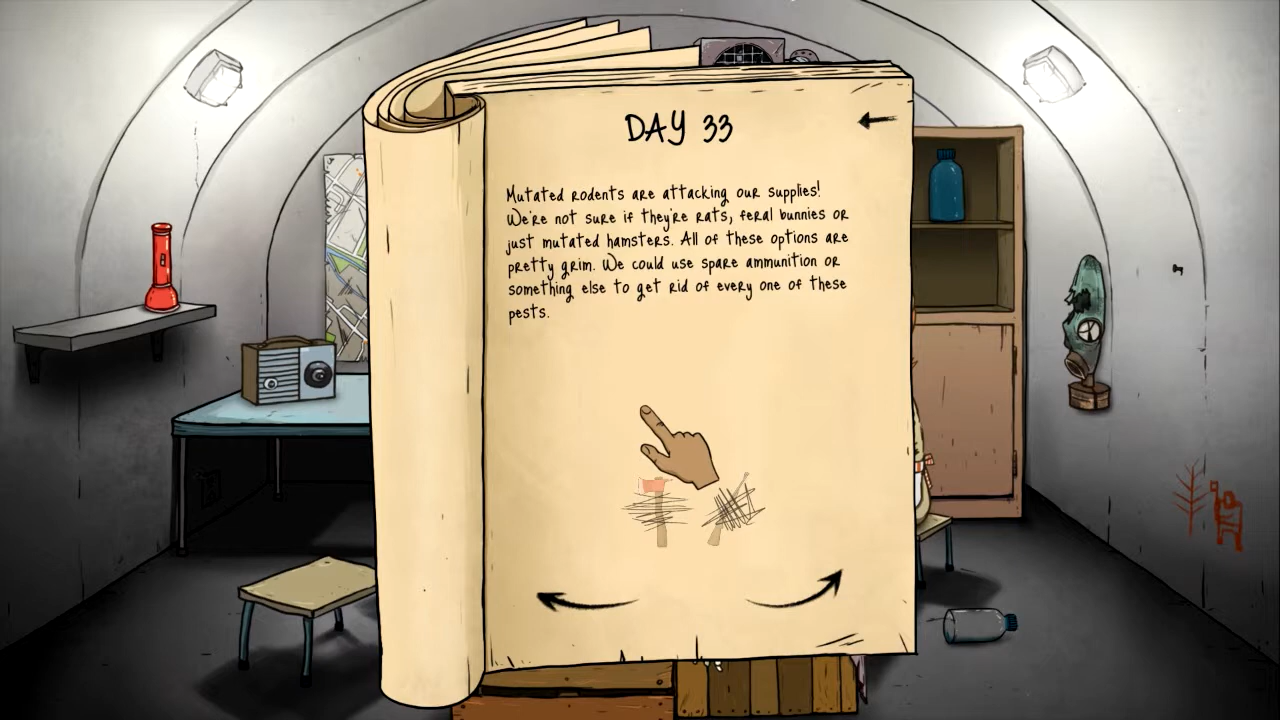 DAY 33
Mutated rodents are attacking our supplies!
We're not sure if they're rats, feral bunnies or
just mutated hamsters. All of these options are
pretty grim. We could use spare ammunition or
something else to get rid of every one of these
pests.